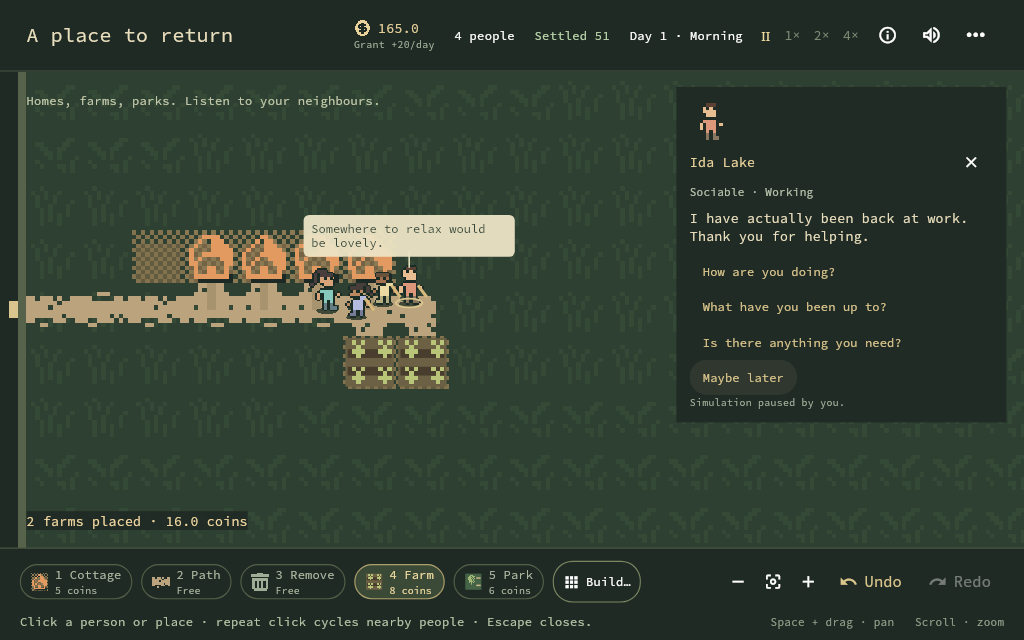 A place to return
165.0
Grant +20/day
4 people
Settled 51
Day 1 · Morning
1×
2×
4×
Homes, farms, parks. Listen to your neighbours.
Somewhere to relax would
be lovely.
Ida Lake
Sociable · Working
I have actually been back at work.
Thank you for helping.
How are you doing?
What have you been up to?
Is there anything you need?
Maybe later
Simulation paused by you.
2 farms placed · 16.0 coins
1 Cottage
5 coins
2 Path
Free
3 Remove
Free
4 Farm
8 coins
5 Park
6 coins
Build…
Undo
Redo
Click a person or place · repeat click cycles nearby people · Escape closes.
Space + drag · pan
Scroll · zoom